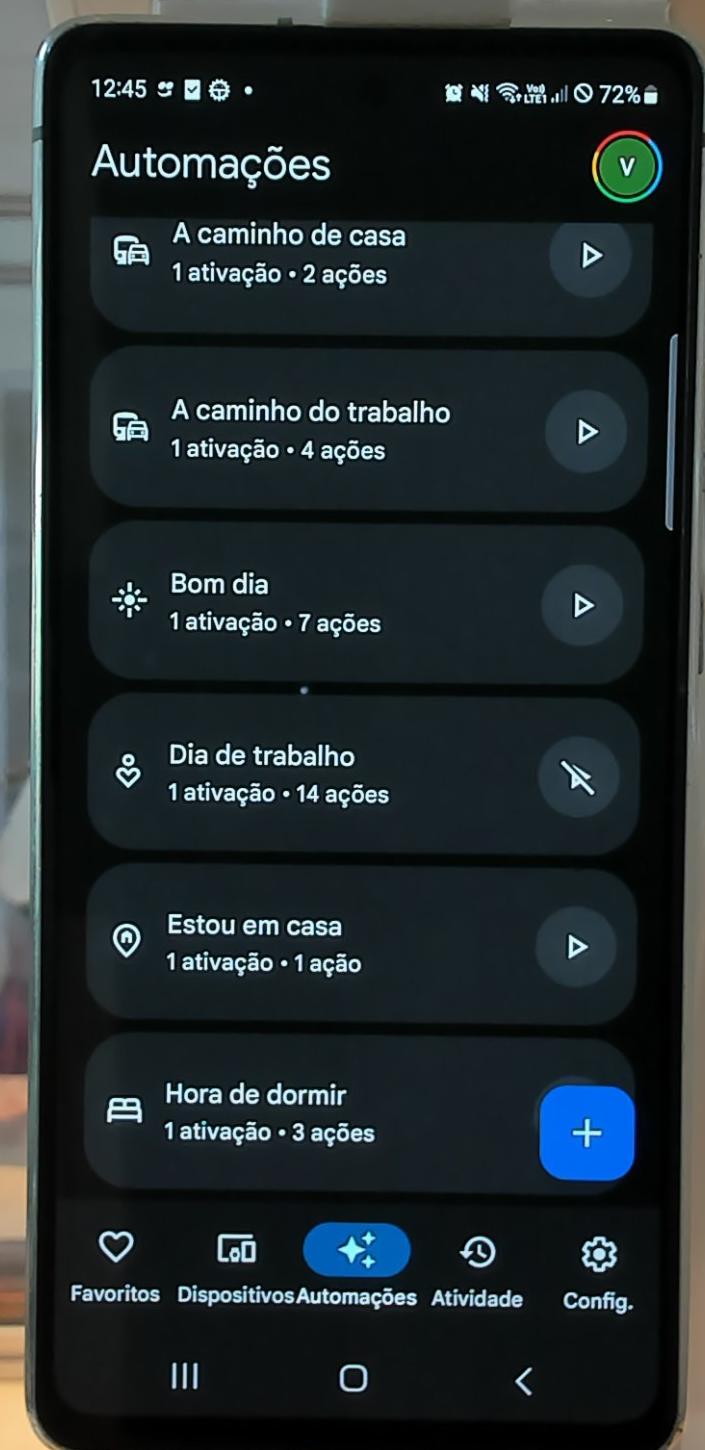 12:45
Vo)) LTE1 72%
Automações
V
A caminho de casa
1 ativação • 2 ações
A caminho do trabalho
1 ativação • 4 ações
Bom dia
1 ativação • 7 ações
Dia de trabalho
1 ativação • 14 ações
Estou em casa
1 ativação • 1 ação
Hora de dormir
1 ativação • 3 ações
Favoritos Dispositivos Automações Atividade Config.